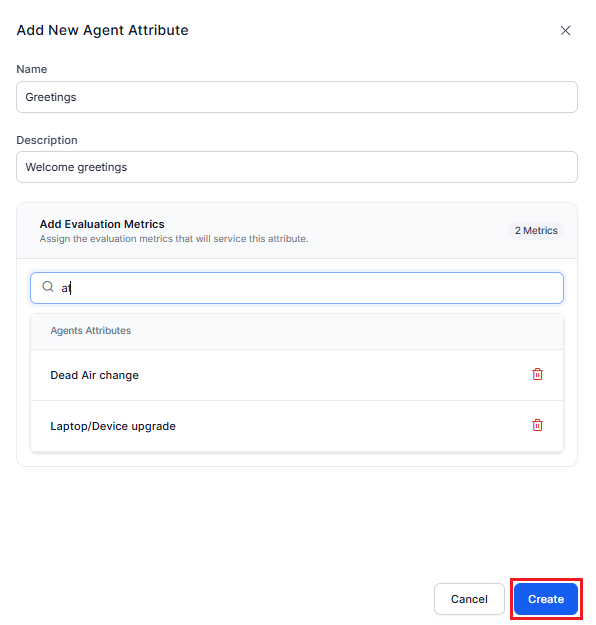 Add New Agent Attribute
Name
Greetings
Description
Welcome greetings
Add Evaluation Metrics
Assign the evaluation metrics that will service this attribute.
2 Metrics
at
Agents Attributes
Dead Air change
Laptop/Device upgrade
Cancel
Create